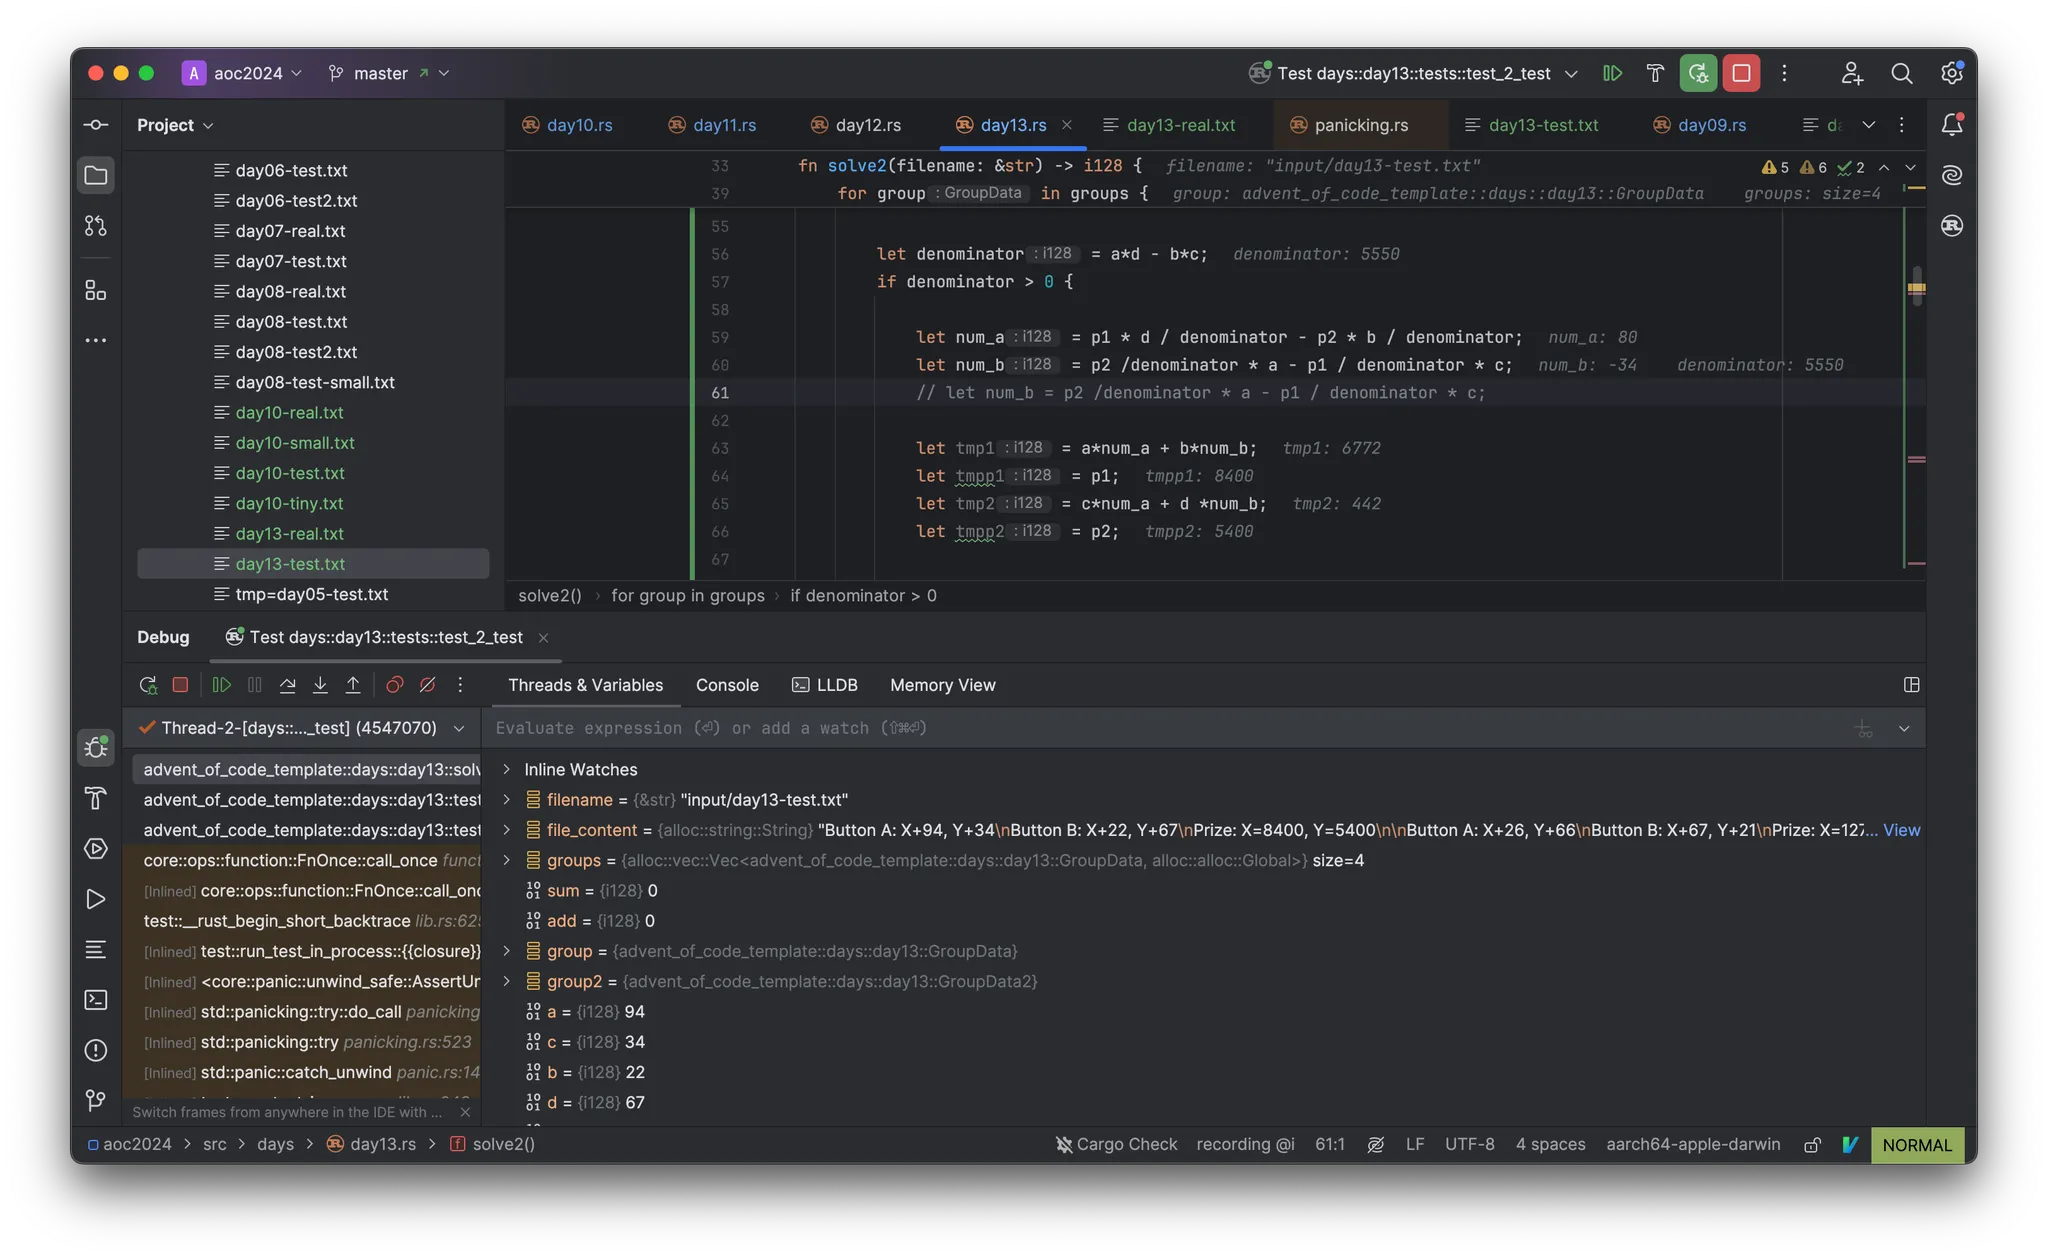 A aoc2024 master Test days::day13::tests::test_2_test
Project
day10.rs day11.rs day12.rs day13.rs day13-real.txt panicking.rs day13-test.txt day09.rs
day06-test.txt
day06-test2.txt
day07-real.txt
day07-test.txt
day08-real.txt
day08-test.txt
day08-test2.txt
day08-test-small.txt
day10-real.txt
day10-small.txt
day10-test.txt
day10-tiny.txt
day13-real.txt
day13-test.txt
tmp=day05-test.txt
33 fn solve2(filename: &str) -> i128 { filename: "input/day13-test.txt" 5 6 2
39 for group : GroupData in groups { group: advent_of_code_template::days::day13::GroupData groups: size=4
55
56 let denominator : i128 = a*d - b*c; denominator: 5550
57 if denominator > 0 {
58
59 let num_a : i128 = p1 * d / denominator - p2 * b / denominator; num_a: 80
60 let num_b : i128 = p2 /denominator * a - p1 / denominator * c; num_b: -34 denominator: 5550
61 // let num_b = p2 /denominator * a - p1 / denominator * c;
62
63 let tmp1 : i128 = a*num_a + b*num_b; tmp1: 6772
64 let tmpp1 : i128 = p1; tmpp1: 8400
65 let tmp2 : i128 = c*num_a + d *num_b; tmp2: 442
66 let tmpp2 : i128 = p2; tmpp2: 5400
67
solve2() › for group in groups › if denominator > 0
Debug Test days::day13::tests::test_2_test
Threads & Variables Console LLDB Memory View
Thread-2-[days::..._test] (4547070)
Evaluate expression (⏎) or add a watch (⇧⌘⏎)
advent_of_code_template::days::day13::solv
advent_of_code_template::days::day13::test
advent_of_code_template::days::day13::test
core::ops::function::FnOnce::call_once funct
[Inlined] core::ops::function::FnOnce::call_onc
test::__rust_begin_short_backtrace lib.rs:625
[Inlined] test::run_test_in_process::{{closure}}
[Inlined] <core::panic::unwind_safe::AssertUn
[Inlined] std::panicking::try::do_call panicking
[Inlined] std::panicking::try panicking.rs:523
[Inlined] std::panic::catch_unwind panic.rs:14
Switch frames from anywhere in the IDE with ...
Inline Watches
filename = {&str} "input/day13-test.txt"
file_content = {alloc::string::String} "Button A: X+94, Y+34\nButton B: X+22, Y+67\nPrize: X=8400, Y=5400\n\nButton A: X+26, Y+66\nButton B: X+67, Y+21\nPrize: X=127... View
groups = {alloc::vec::Vec<advent_of_code_template::days::day13::GroupData, alloc::alloc::Global>} size=4
sum = {i128} 0
add = {i128} 0
group = {advent_of_code_template::days::day13::GroupData}
group2 = {advent_of_code_template::days::day13::GroupData2}
a = {i128} 94
c = {i128} 34
b = {i128} 22
d = {i128} 67
aoc2024 > src > days > day13.rs > solve2() Cargo Check recording @i 61:1 LF UTF-8 4 spaces aarch64-apple-darwin NORMAL